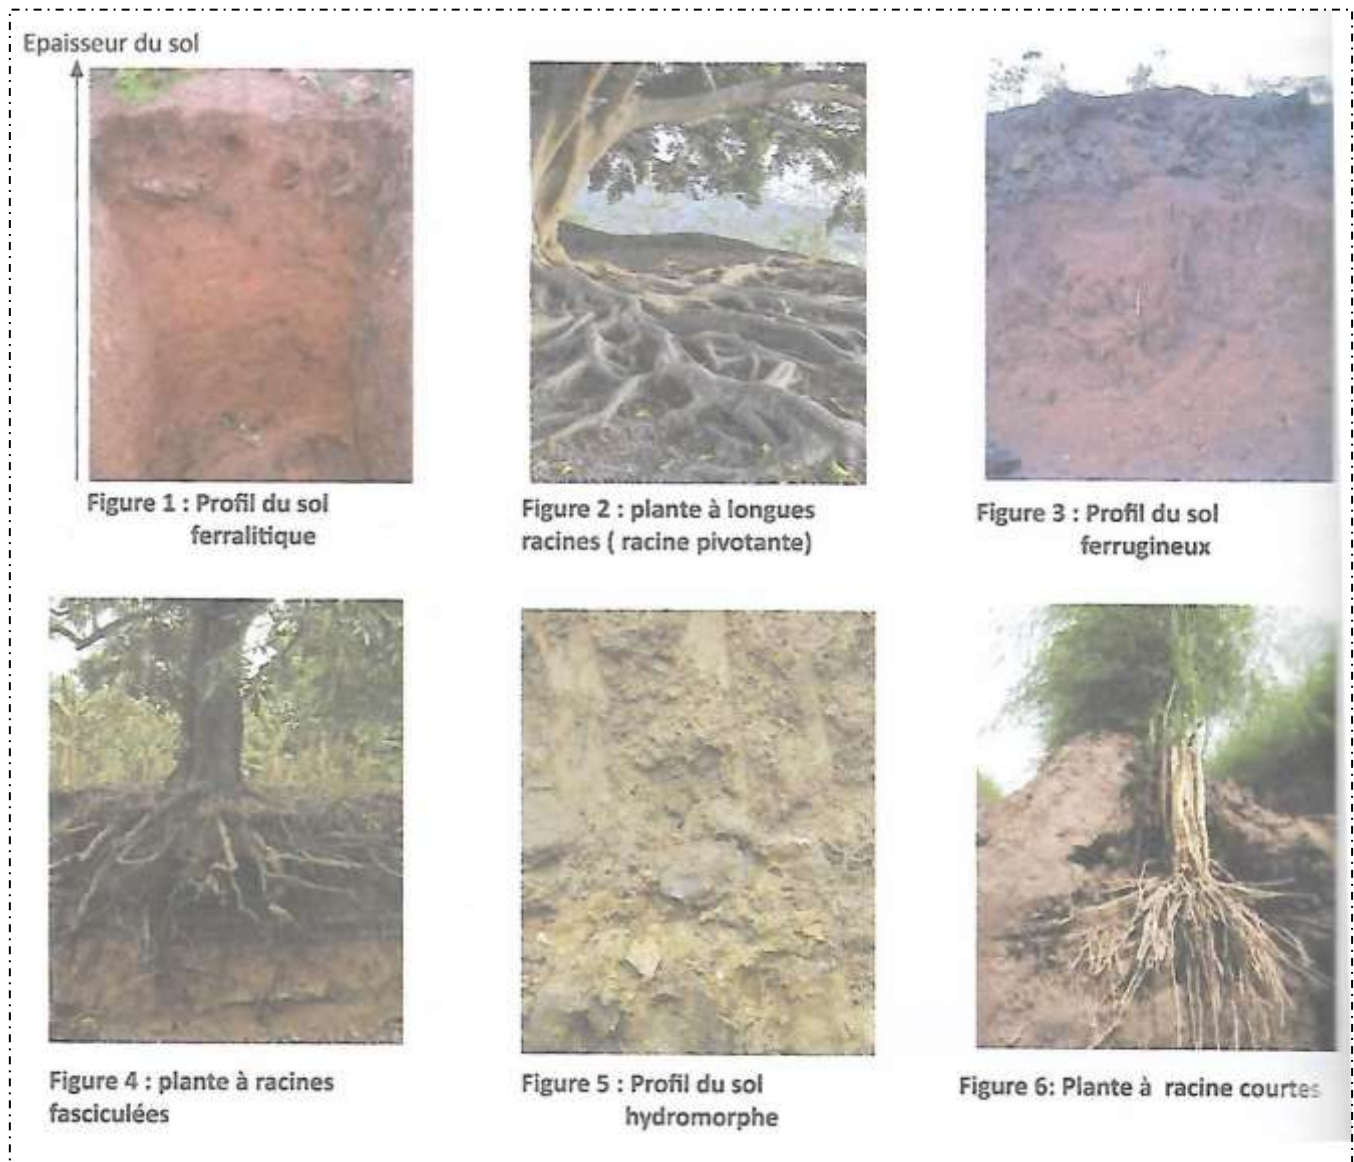 Epaisseur du sol
Figure 1 : Profil du sol
ferralitique
Figure 2 : plante à longues
racines ( racine pivotante)
Figure 3 : Profil du sol
ferrugineux
Figure 4 : plante à racines
fasciculées
Figure 5 : Profil du sol
hydromorphe
Figure 6: Plante à racine courtes